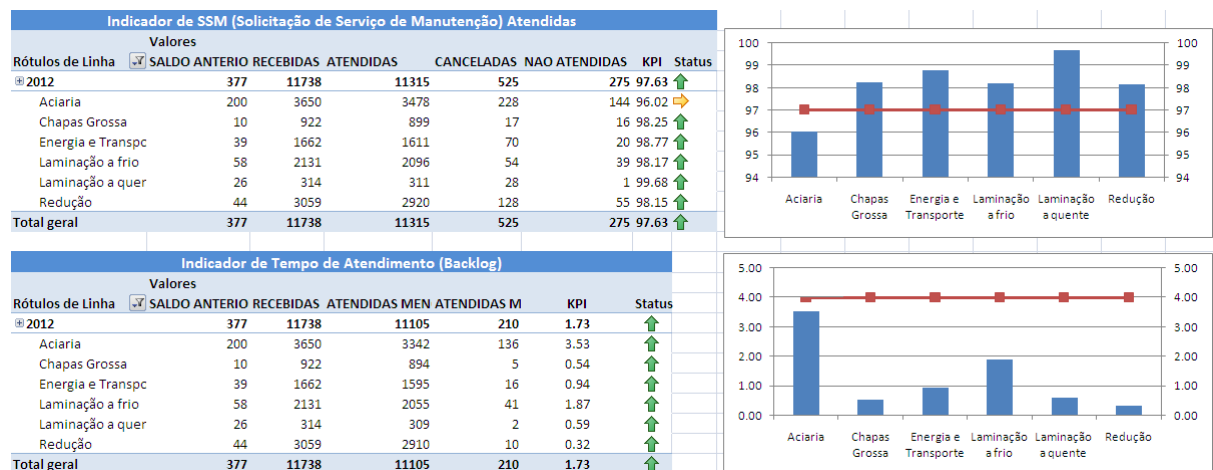 Indicador de SSM (Solicitação de Serviço de Manutenção) Atendidas
Valores
Rótulos de Linha SALDO ANTERIO RECEBIDAS ATENDIDAS CANCELADAS NAO ATENDIDAS KPI Status
2012 377 11738 11315 525 275 97.63
Aciaria 200 3650 3478 228 144 96.02
Chapas Grossa 10 922 899 17 16 98.25
Energia e Transpc 39 1662 1611 70 20 98.77
Laminação a frio 58 2131 2096 54 39 98.17
Laminação a quer 26 314 311 28 1 99.68
Redução 44 3059 2920 128 55 98.15
Total geral 377 11738 11315 525 275 97.63
100 100
99 99
98 98
97 97
96 96
95 95
94 94
Aciaria Chapas Energia e Laminação Laminação Redução
Grossa Transporte a frio a quente
Indicador de Tempo de Atendimento (Backlog)
Valores
Rótulos de Linha SALDO ANTERIO RECEBIDAS ATENDIDAS MEN ATENDIDAS M KPI Status
2012 377 11738 11105 210 1.73
Aciaria 200 3650 3342 136 3.53
Chapas Grossa 10 922 894 5 0.54
Energia e Transpc 39 1662 1595 16 0.94
Laminação a frio 58 2131 2055 41 1.87
Laminação a quer 26 314 309 2 0.59
Redução 44 3059 2910 10 0.32
Total geral 377 11738 11105 210 1.73
5.00 5.00
4.00 4.00
3.00 3.00
2.00 2.00
1.00 1.00
0.00 0.00
Aciaria Chapas Energia e Laminação Laminação Redução
Grossa Transporte a frio a quente